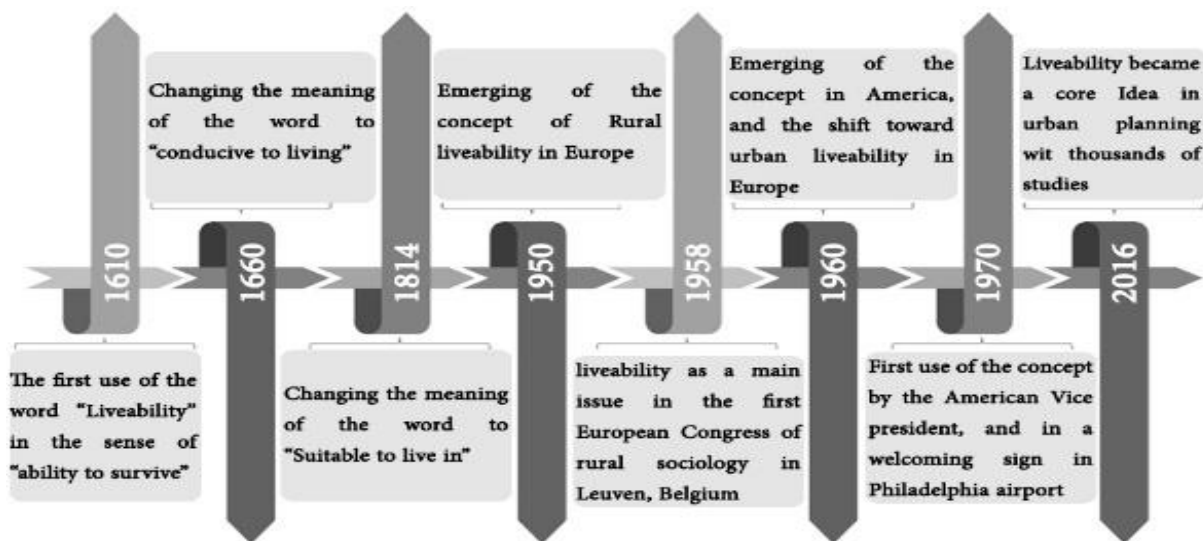 1610
The first use of the
word “Liveability”
in the sense of
“ability to survive”
1660
Changing the meaning
of the word to
“conducive to living”
1814
Changing the meaning
of the word to
“Suitable to live in”
1950
Emerging of the
concept of Rural
liveability in Europe
1958
liveability as a main
issue in the first
European Congress of
rural sociology in
Leuven, Belgium
1960
Emerging of the
concept in America,
and the shift toward
urban liveability in
Europe
1970
First use of the concept
by the American Vice
president, and in a
welcoming sign in
Philadelphia airport
2016
Liveability became
a core Idea in
urban planning
wit thousands of
studies